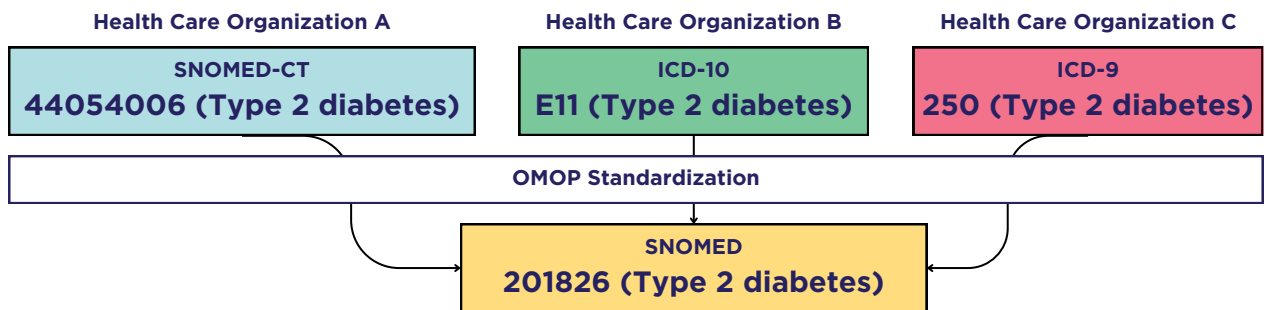 Health Care Organization A
Health Care Organization B
Health Care Organization C
SNOMED-CT
44054006 (Type 2 diabetes)
ICD-10
E11 (Type 2 diabetes)
ICD-9
250 (Type 2 diabetes)
OMOP Standardization
SNOMED
201826 (Type 2 diabetes)